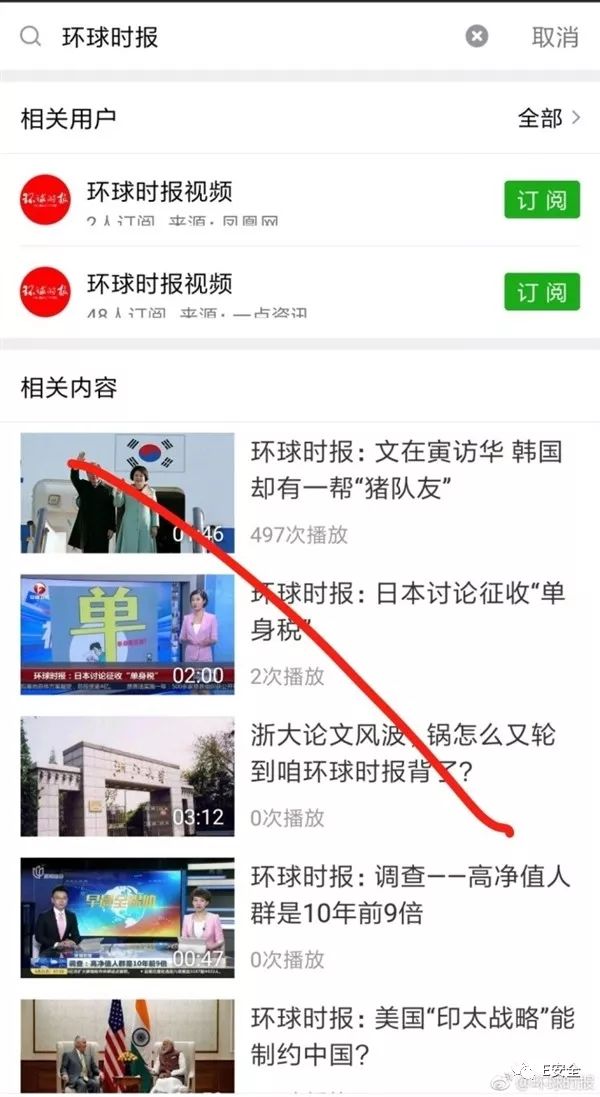 环球时报
取消
相关用户
全部
环球时报
环球时报视频
订阅
2人订阅 来源：凤凰网
环球时报
环球时报视频
订阅
48人订阅 来源：一点资讯
相关内容
01:46
环球时报：文在寅访华 韩国
却有一帮“猪队友”
497次播放
单
环球时报：日本讨论征收“单身税”
02:00
环球时报：日本讨论征收“单
身税”
2次播放
03:12
浙大论文风波，锅怎么又轮
到咱环球时报背了？
0次播放
早间全球时
调查：高净值人群是10年前9倍
00:47
环球时报：调查——高净值人
群是10年前9倍
0次播放
环球时报：美国“印太战略”能
制约中国？
E安全
@环球时报